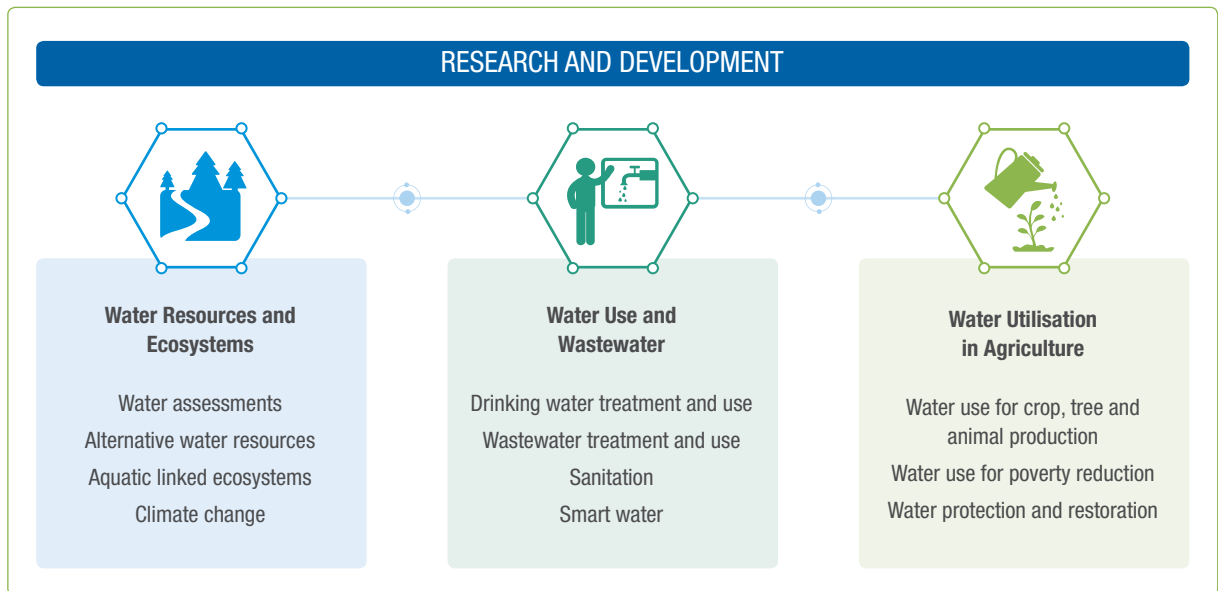 RESEARCH AND DEVELOPMENT
Water Resources and
Ecosystems
Water assessments
Alternative water resources
Aquatic linked ecosystems
Climate change
Water Use and
Wastewater
Drinking water treatment and use
Wastewater treatment and use
Sanitation
Smart water
Water Utilisation
in Agriculture
Water use for crop, tree and
animal production
Water use for poverty reduction
Water protection and restoration